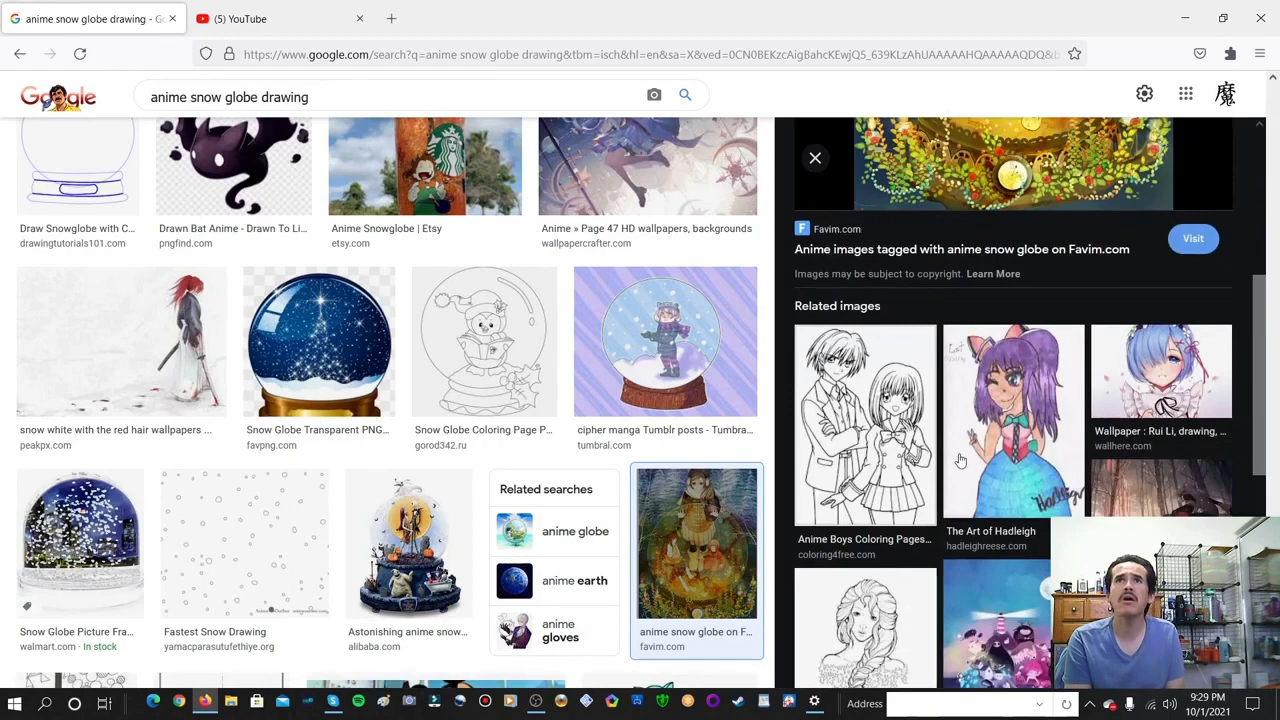 anime snow globe drawing - Go
(5) YouTube
https://www.google.com/search?q=anime snow globe drawing&tbm=isch&hl=en&sa=X&ved=0CN0BEKzcAigBahcKEwjQ5_639KLzAhUAAAAAHQAAAAAQDQ&b
Google
anime snow globe drawing
魔
Draw Snowglobe with C...
drawingtutorials101.com
Drawn Bat Anime - Drawn To Li...
pngfind.com
Anime Snowglobe | Etsy
etsy.com
Anime » Page 47 HD wallpapers, backgrounds
wallpapercrafter.com
snow white with the red hair wallpapers ...
peakpx.com
Snow Globe Transparent PNG...
favpng.com
Snow Globe Coloring Page P...
gorod342.ru
cipher manga Tumblr posts - Tumbra...
tumbral.com
Snow Globe Picture Fra...
walmart.com · In stock
Fastest Snow Drawing
yamacparasutufethiye.org
Astonishing anime snow...
alibaba.com
Related searches
anime globe
anime earth
anime
gloves
anime snow globe on F...
favim.com
F Favim.com
Anime images tagged with anime snow globe on Favim.com
Visit
Images may be subject to copyright. Learn More
Related images
Anime Boys Coloring Pages...
coloring4free.com
The Art of Hadleigh
hadleighreese.com
Wallpaper : Rui Li, drawing, ...
wallhere.com
Address
9:29 PM
10/1/2021